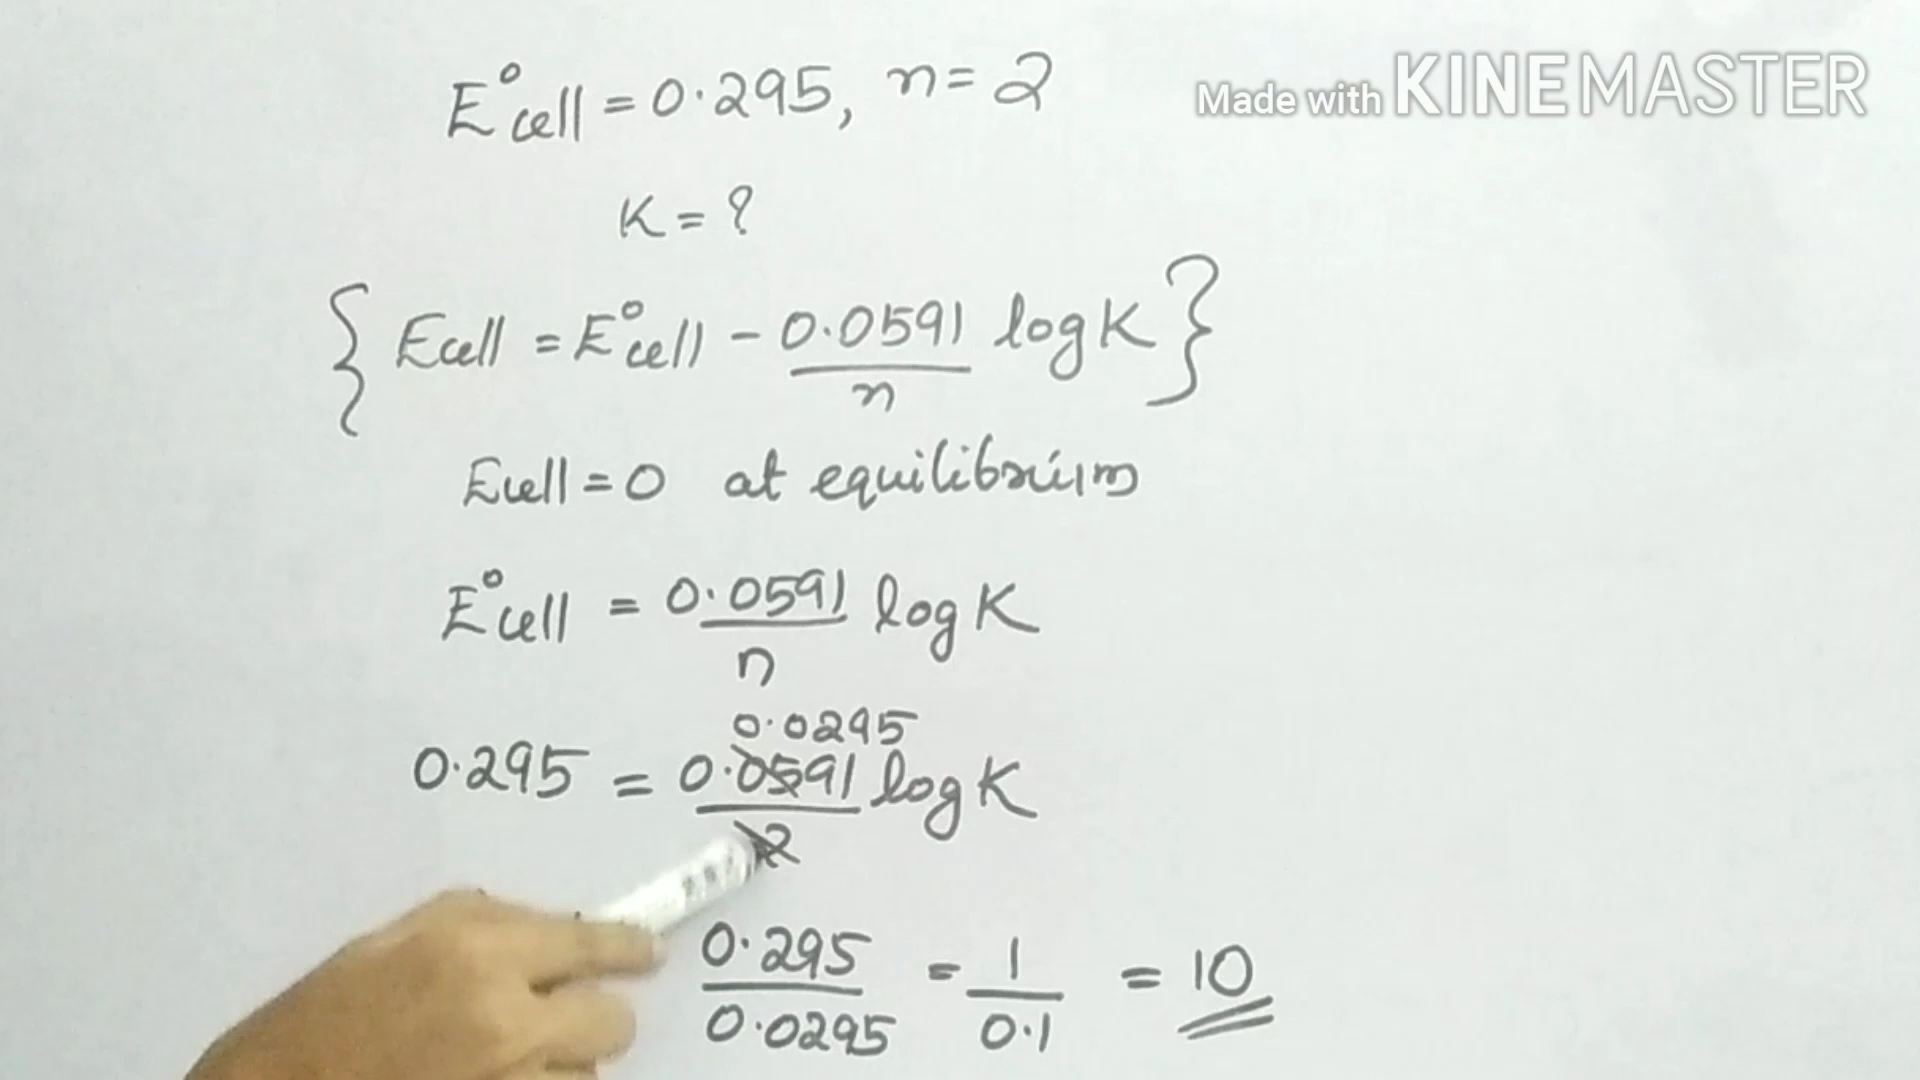 E°cell = 0.295, n = 2
Made with KINEMASTER
K = ?
{ Ecell = E°cell - 0.0591/n log K }
Ecell = 0 at equilibrium
E°cell = 0.0591/n log K
0.0295
0.295 = 0.0591/2 log K
0.295/0.0295 = 1/0.1 = 10